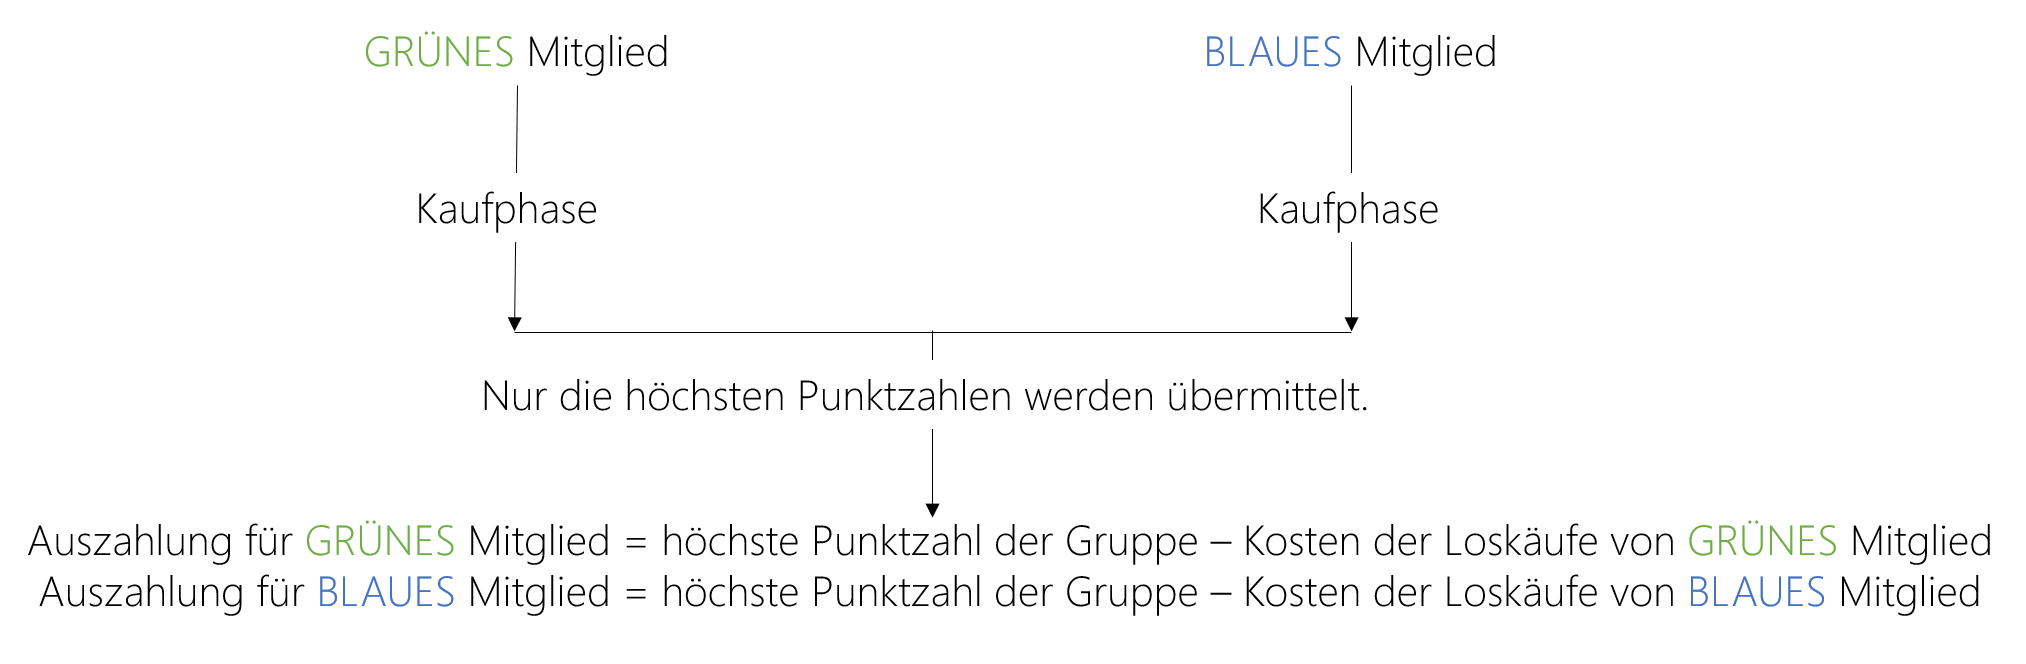 GRÜNES Mitglied
BLAUES Mitglied
Kaufphase
Kaufphase
Nur die höchsten Punktzahlen werden übermittelt.
Auszahlung für GRÜNES Mitglied = höchste Punktzahl der Gruppe – Kosten der Loskäufe von GRÜNES Mitglied
Auszahlung für BLAUES Mitglied = höchste Punktzahl der Gruppe – Kosten der Loskäufe von BLAUES Mitglied